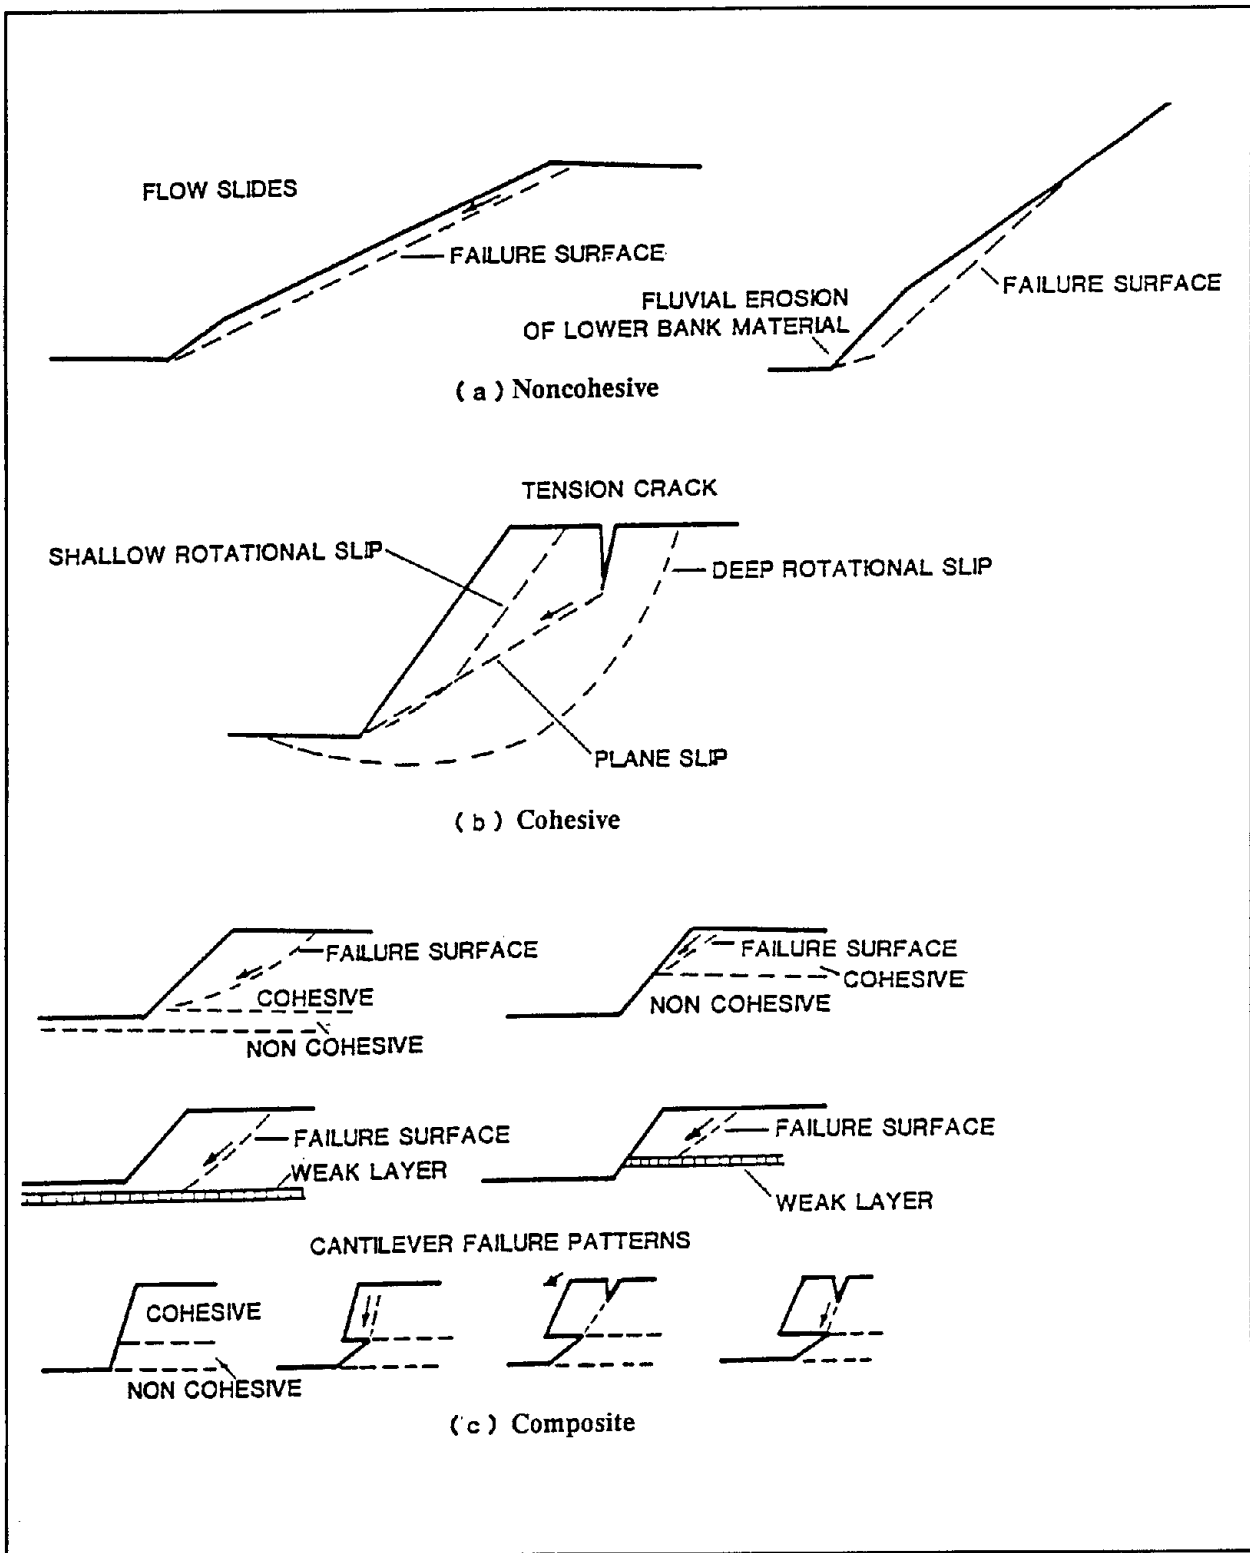 FLOW SLIDES
FAILURE SURFACE
FAILURE SURFACE
FLUVIAL EROSION
OF LOWER BANK MATERIAL
( a ) Noncohesive
TENSION CRACK
SHALLOW ROTATIONAL SLIP
DEEP ROTATIONAL SLIP
PLANE SLIP
( b ) Cohesive
FAILURE SURFACE
COHESIVE
NON COHESIVE
FAILURE SURFACE
COHESIVE
NON COHESIVE
FAILURE SURFACE
WEAK LAYER
FAILURE SURFACE
WEAK LAYER
CANTILEVER FAILURE PATTERNS
COHESIVE
NON COHESIVE
( c ) Composite